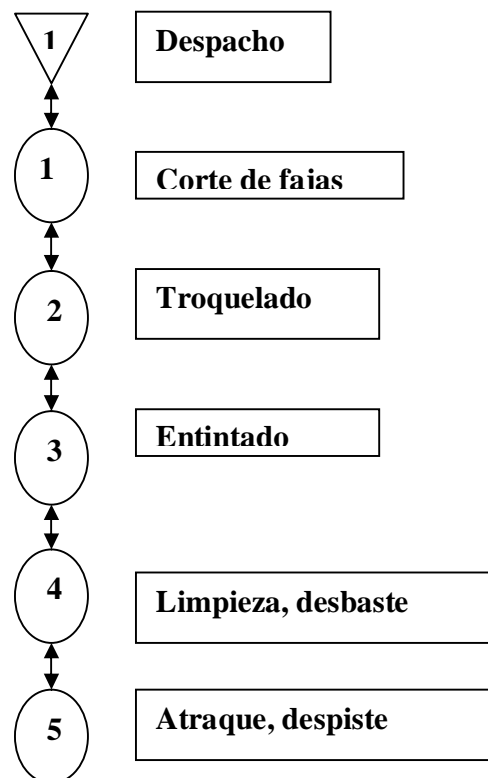 1 Despacho
1 Corte de fajas
2 Troquelado
3 Entintado
4 Limpieza, desbaste
5 Atraque, despiste